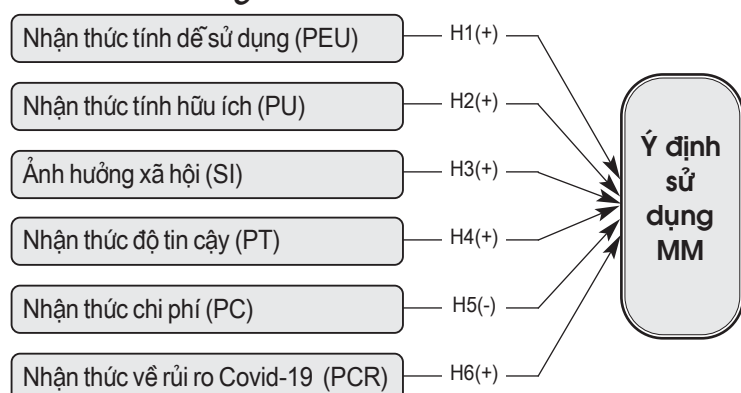 Nhận thức tính dễ sử dụng (PEU)
H1(+)
Nhận thức tính hữu ích (PU)
H2(+)
Ảnh hưởng xã hội (SI)
H3(+)
Nhận thức độ tin cậy (PT)
H4(+)
Nhận thức chi phí (PC)
H5(-)
Nhận thức về rủi ro Covid-19 (PCR)
H6(+)
Ý định
sử
dụng
MM